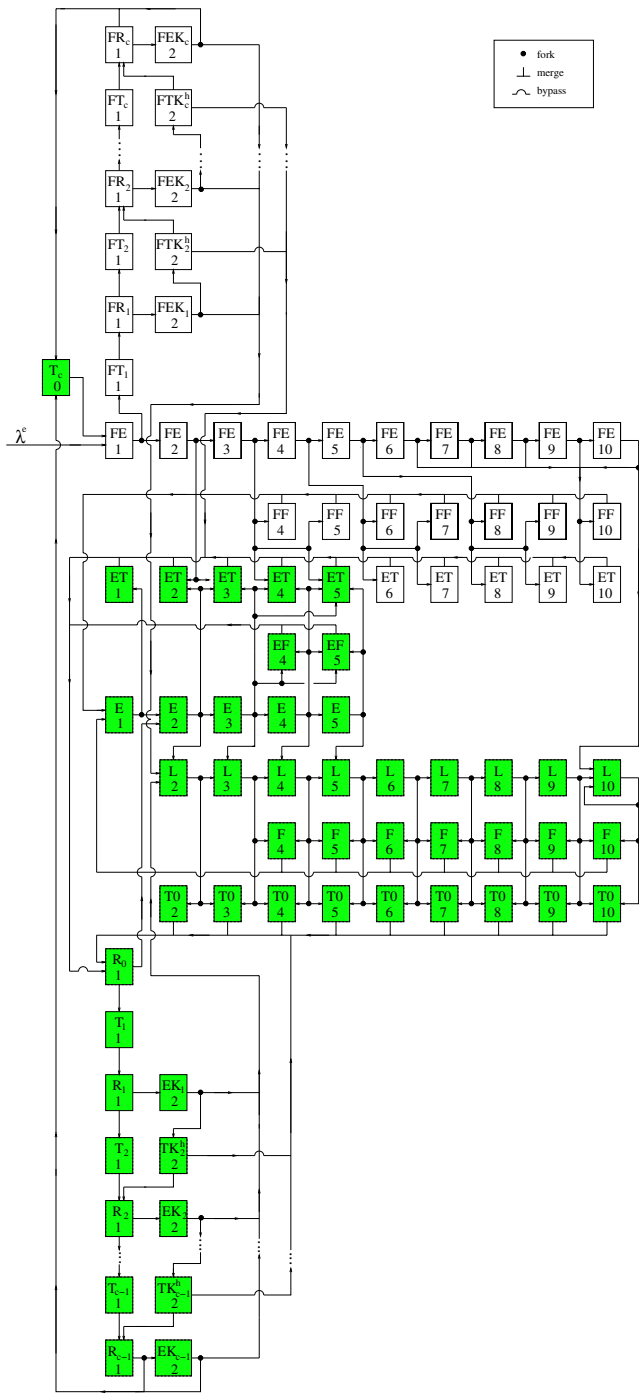 FR_c FEK_c
1 2
fork
merge
bypass
FT_c FTK_c^h
1 2
FR_2 FEK_2
1 2
FT_2 FTK_2^h
1 2
FR_1 FEK_1
1 2
T_c FT_1
0 1
λ^e
FE FE FE FE FE FE FE FE FE FE
1 2 3 4 5 6 7 8 9 10
FF FF FF FF FF FF FF
4 5 6 7 8 9 10
ET ET ET ET ET ET ET ET ET ET
1 2 3 4 5 6 7 8 9 10
EF EF
4 5
E E E E E
1 2 3 4 5
L L L L L L L L L
2 3 4 5 6 7 8 9 10
F F F F F F F
4 5 6 7 8 9 10
T0 T0 T0 T0 T0 T0 T0 T0 T0
2 3 4 5 6 7 8 9 10
R_0
1
T_1
1
R_1 EK_1
1 2
T_2 TK_2^h
1 2
R_2 EK_2
1 2
T_{c-1} TK_{c-1}^h
1 2
R_{c-1} EK_{c-1}
1 2